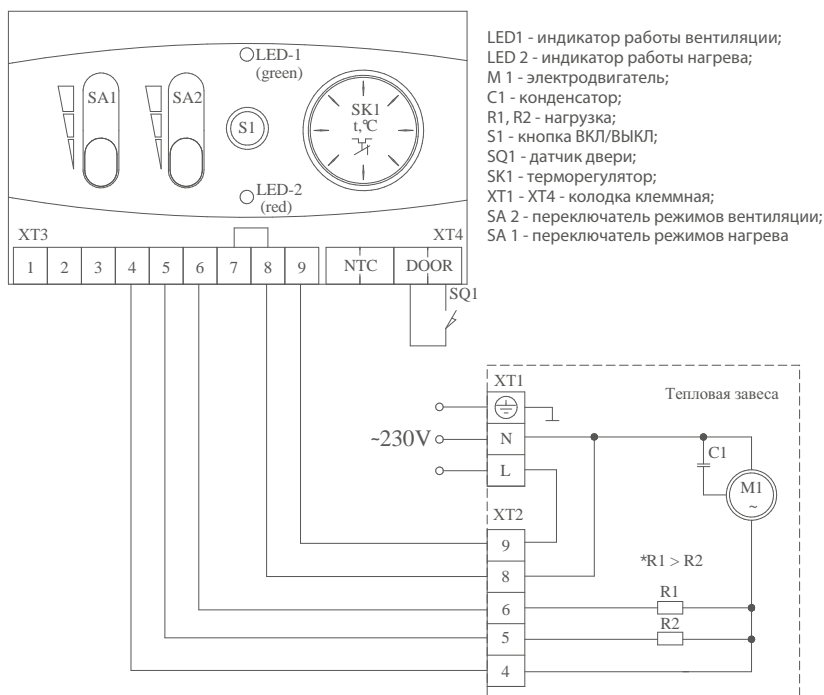 LED-1
(green)
SA1
SA2
S1
SK1
t,°C
LED-2
(red)
XT3
XT4
1 2 3 4 5 6 7 8 9 NTC DOOR
SQ1
LED1 - индикатор работы вентиляции;
LED 2 - индикатор работы нагрева;
M 1 - электродвигатель;
C1 - конденсатор;
R1, R2 - нагрузка;
S1 - кнопка ВКЛ/ВЫКЛ;
SQ1 - датчик двери;
SK1 - терморегулятор;
XT1 - XT4 - колодка клеммная;
SA 2 - переключатель режимов вентиляции;
SA 1 - переключатель режимов нагрева
XT1
Тепловая завеса
~230V
N
L
C1
M1
~
XT2
9
8
6
5
4
*R1 > R2
R1
R2